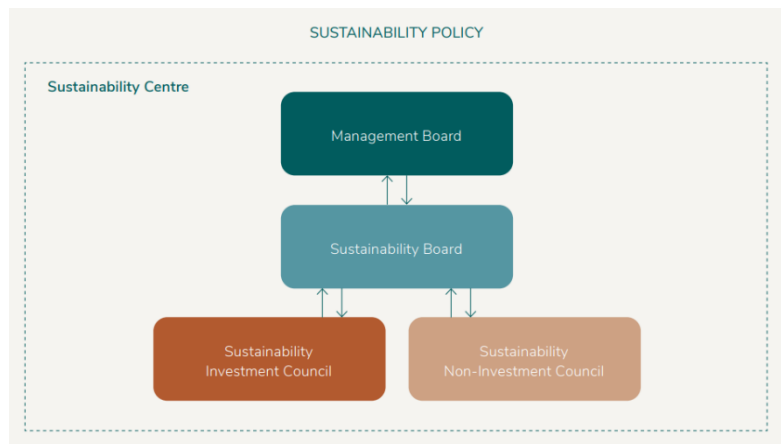 SUSTAINABILITY POLICY
Sustainability Centre
Management Board
Sustainability Board
Sustainability
Investment Council
Sustainability
Non-Investment Council